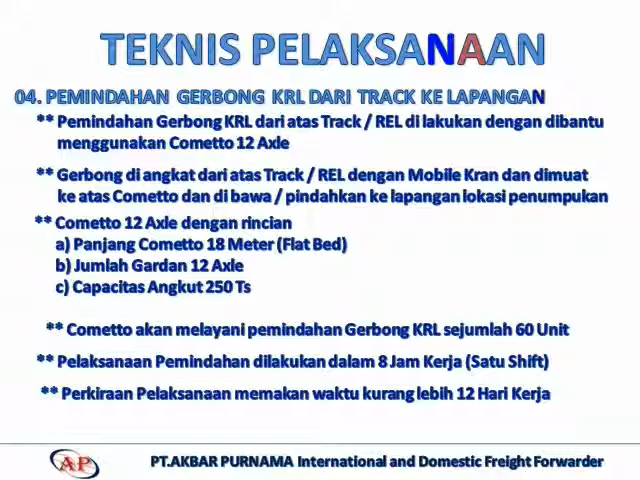 TEKNIS PELAKSANAAN
04. PEMINDAHAN GERBONG KRL DARI TRACK KE LAPANGAN
** Pemindahan Gerbong KRL dari atas Track / REL di lakukan dengan dibantu
menggunakan Cometto 12 Axle
** Gerbong di angkat dari atas Track / REL dengan Mobile Kran dan dimuat
ke atas Cometto dan di bawa / pindahkan ke lapangan lokasi penumpukan
** Cometto 12 Axle dengan rincian
a) Panjang Cometto 18 Meter (Flat Bed)
b) Jumlah Gardan 12 Axle
c) Capacitas Angkut 250 Ts
** Cometto akan melayani pemindahan Gerbong KRL sejumlah 60 Unit
** Pelaksanaan Pemindahan dilakukan dalam 8 Jam Kerja (Satu Shift)
** Perkiraan Pelaksanaan memakan waktu kurang lebih 12 Hari Kerja
AP
PT.AKBAR PURNAMA International and Domestic Freight Forwarder